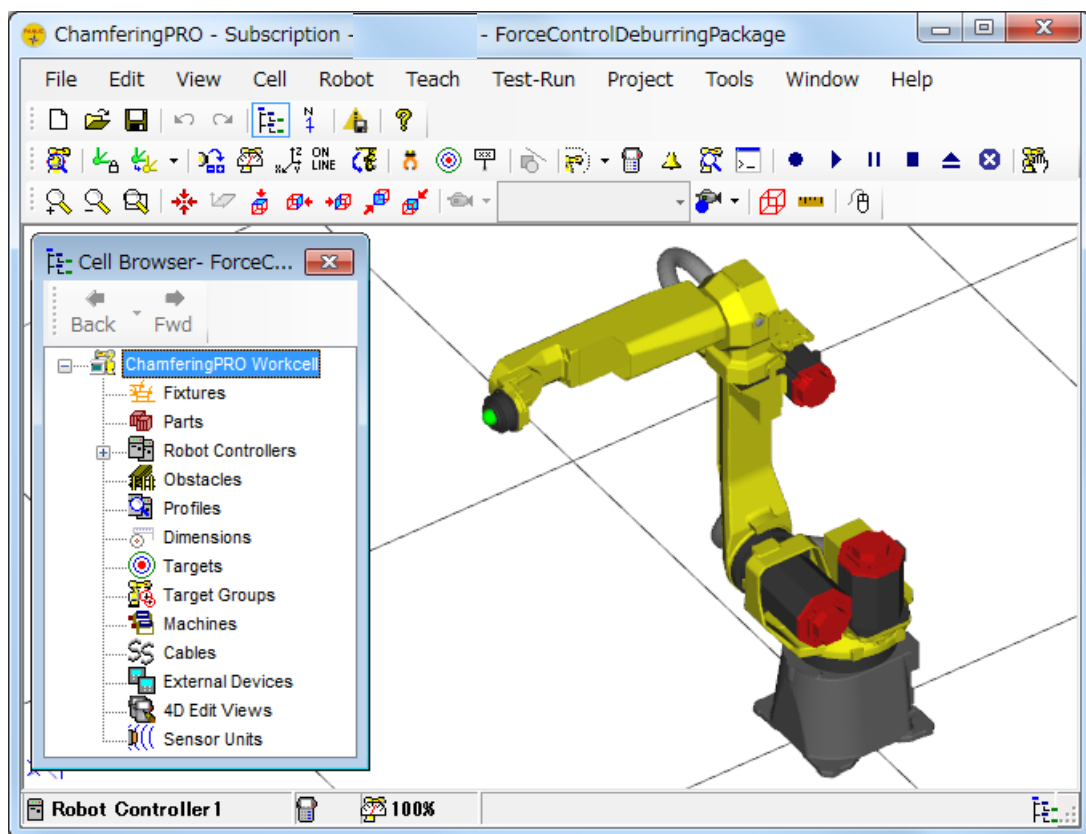 ChamferingPRO - Subscription - - ForceControlDeburringPackage
File Edit View Cell Robot Teach Test-Run Project Tools Window Help
ON
LINE
Cell Browser- ForceC...
Back Fwd
ChamferingPRO Workcell
Fixtures
Parts
Robot Controllers
Obstacles
Profiles
Dimensions
Targets
Target Groups
Machines
Cables
External Devices
4D Edit Views
Sensor Units
Robot Controller1 100%